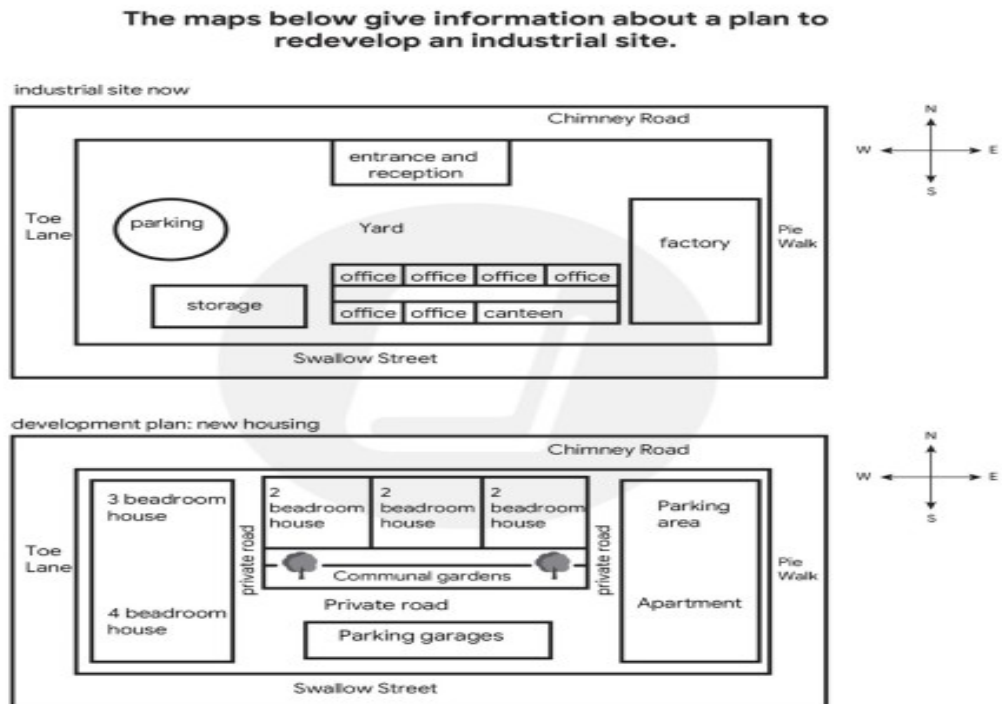 The maps below give information about a plan to
redevelop an industrial site.
industrial site now
Chimney Road
N
W E
S
entrance and
reception
Toe
Lane
parking
Yard
factory
Pie
Walk
office office office office
storage
office office canteen
Swallow Street
development plan: new housing
Chimney Road
N
W E
S
3 beadroom
house
2
beadroom
house
2
beadroom
house
2
beadroom
house
Parking
area
private road
private road
Toe
Lane
Pie
Walk
Communal gardens
4 beadroom
house
Private road
Apartment
Parking garages
Swallow Street